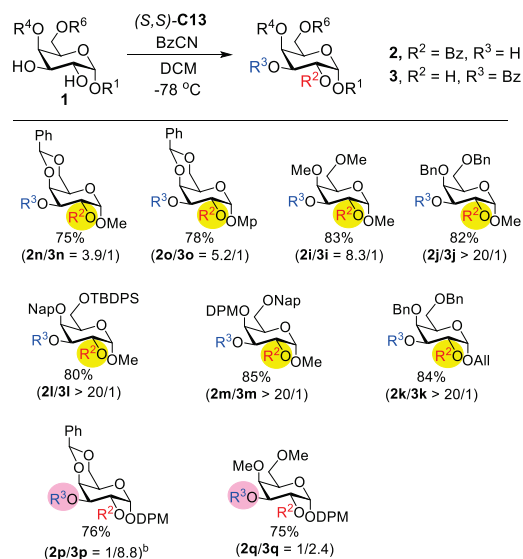 R⁴O OR⁶ (S,S)-C13 R⁴O OR⁶
BzCN 2, R² = Bz, R³ = H
HO O HO OR¹ DCM R³O O R²O OR¹ 3, R² = H, R³ = Bz
1 -78 °C
Ph O O O R³O R²O OMe
75%
(2n/3n = 3.9/1)
Ph O O O R³O R²O OMp
78%
(2o/3o = 5.2/1)
MeO OMe O R³O R²O OMe
83%
(2i/3i = 8.3/1)
BnO OBn O R³O R²O OMe
82%
(2j/3j > 20/1)
NapO OTBDPS O R³O R²O OMe
80%
(2l/3l > 20/1)
DPMO ONap O R³O R²O OMe
85%
(2m/3m > 20/1)
BnO OBn O R³O R²O OAll
84%
(2k/3k > 20/1)
Ph O O O R³O R²O ODPM
76%
(2p/3p = 1/8.8)ᵇ
MeO OMe O R³O R²O ODPM
75%
(2q/3q = 1/2.4)